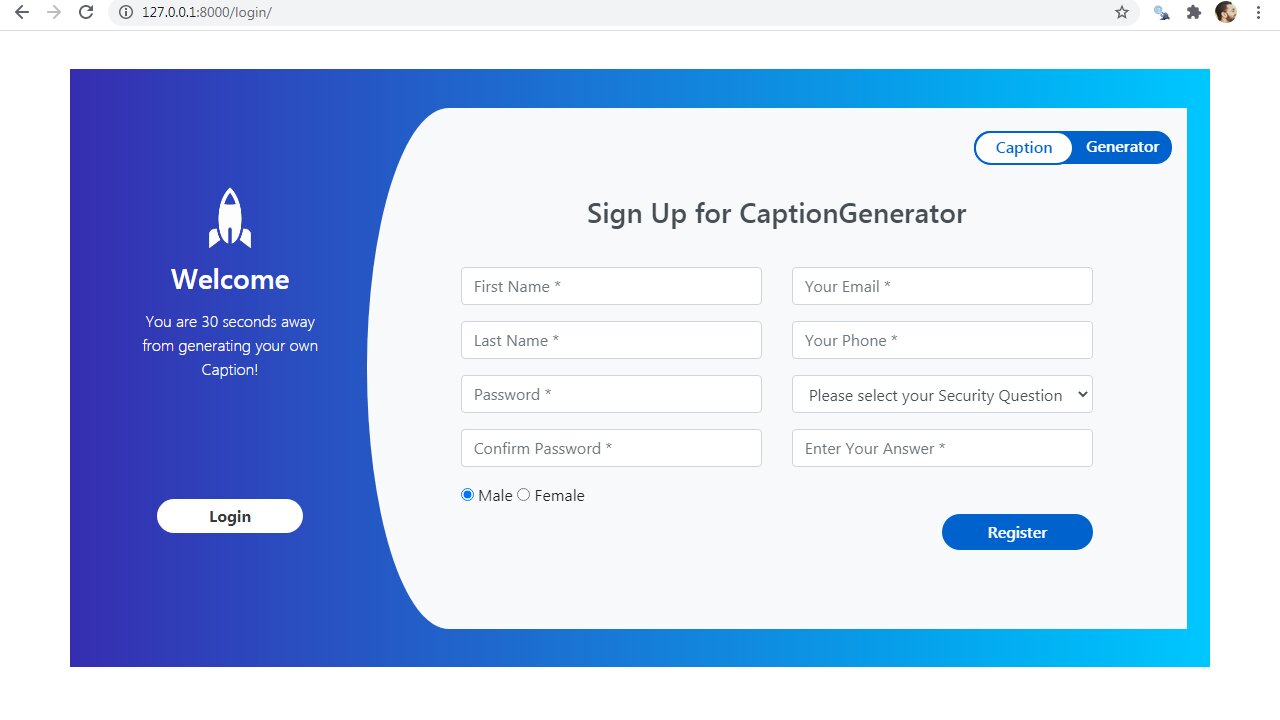 127.0.0.1:8000/login/
Caption Generator
Sign Up for CaptionGenerator
Welcome
You are 30 seconds away
from generating your own
Caption!
Login
First Name * Your Email *
Last Name * Your Phone *
Password * Please select your Security Question
Confirm Password * Enter Your Answer *
Male Female
Register